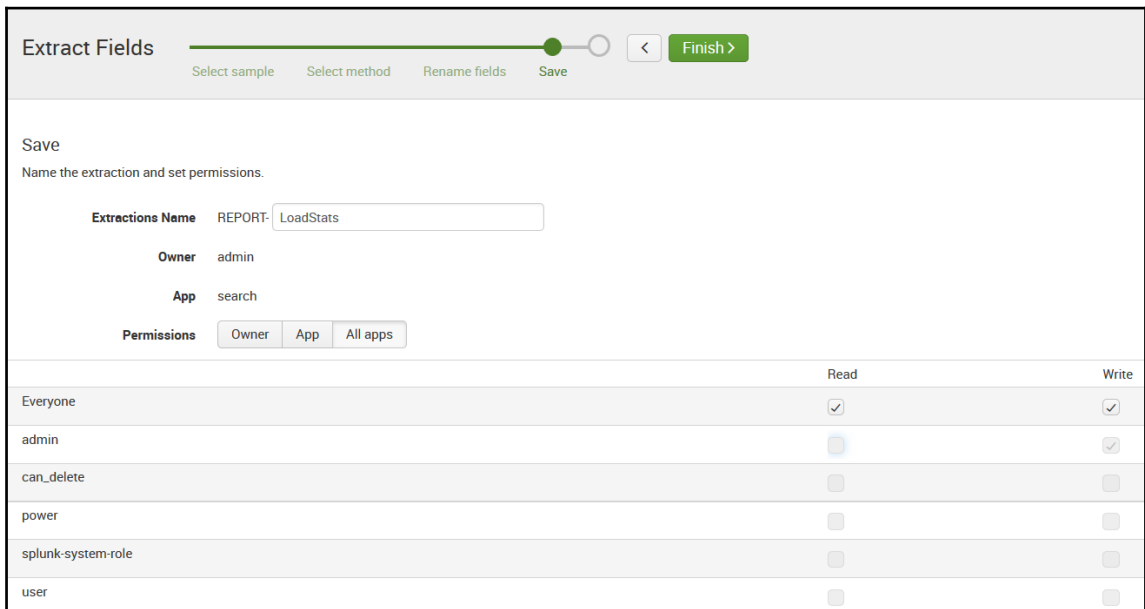 Extract Fields
Finish >
Select sample Select method Rename fields Save
Save
Name the extraction and set permissions.
Extractions Name REPORT- LoadStats
Owner admin
App search
Permissions Owner App All apps
Read Write
Everyone
admin
can_delete
power
splunk-system-role
user